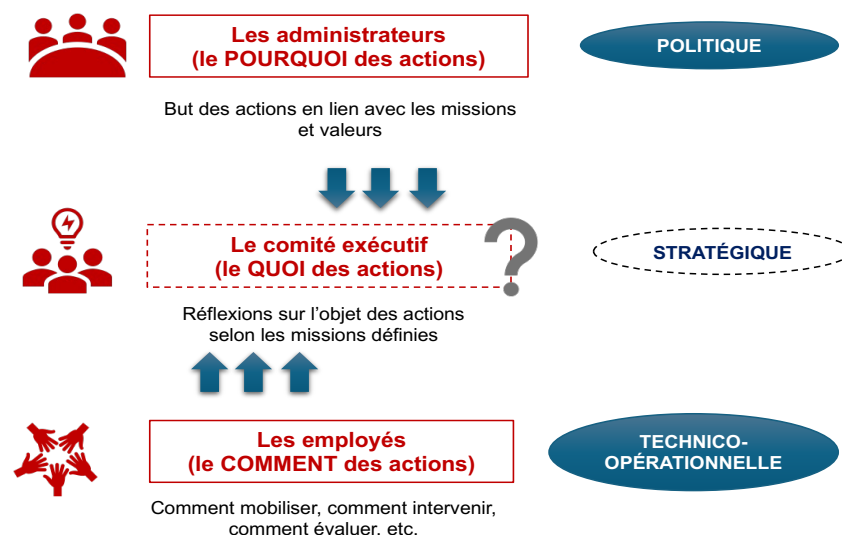 Les administrateurs
(le POURQUOI des actions)
POLITIQUE
But des actions en lien avec les missions
et valeurs
Le comité exécutif
(le QUOI des actions)
?
STRATÉGIQUE
Réflexions sur l’objet des actions
selon les missions définies
Les employés
(le COMMENT des actions)
TECHNICO-
OPÉRATIONNELLE
Comment mobiliser, comment intervenir,
comment évaluer, etc.